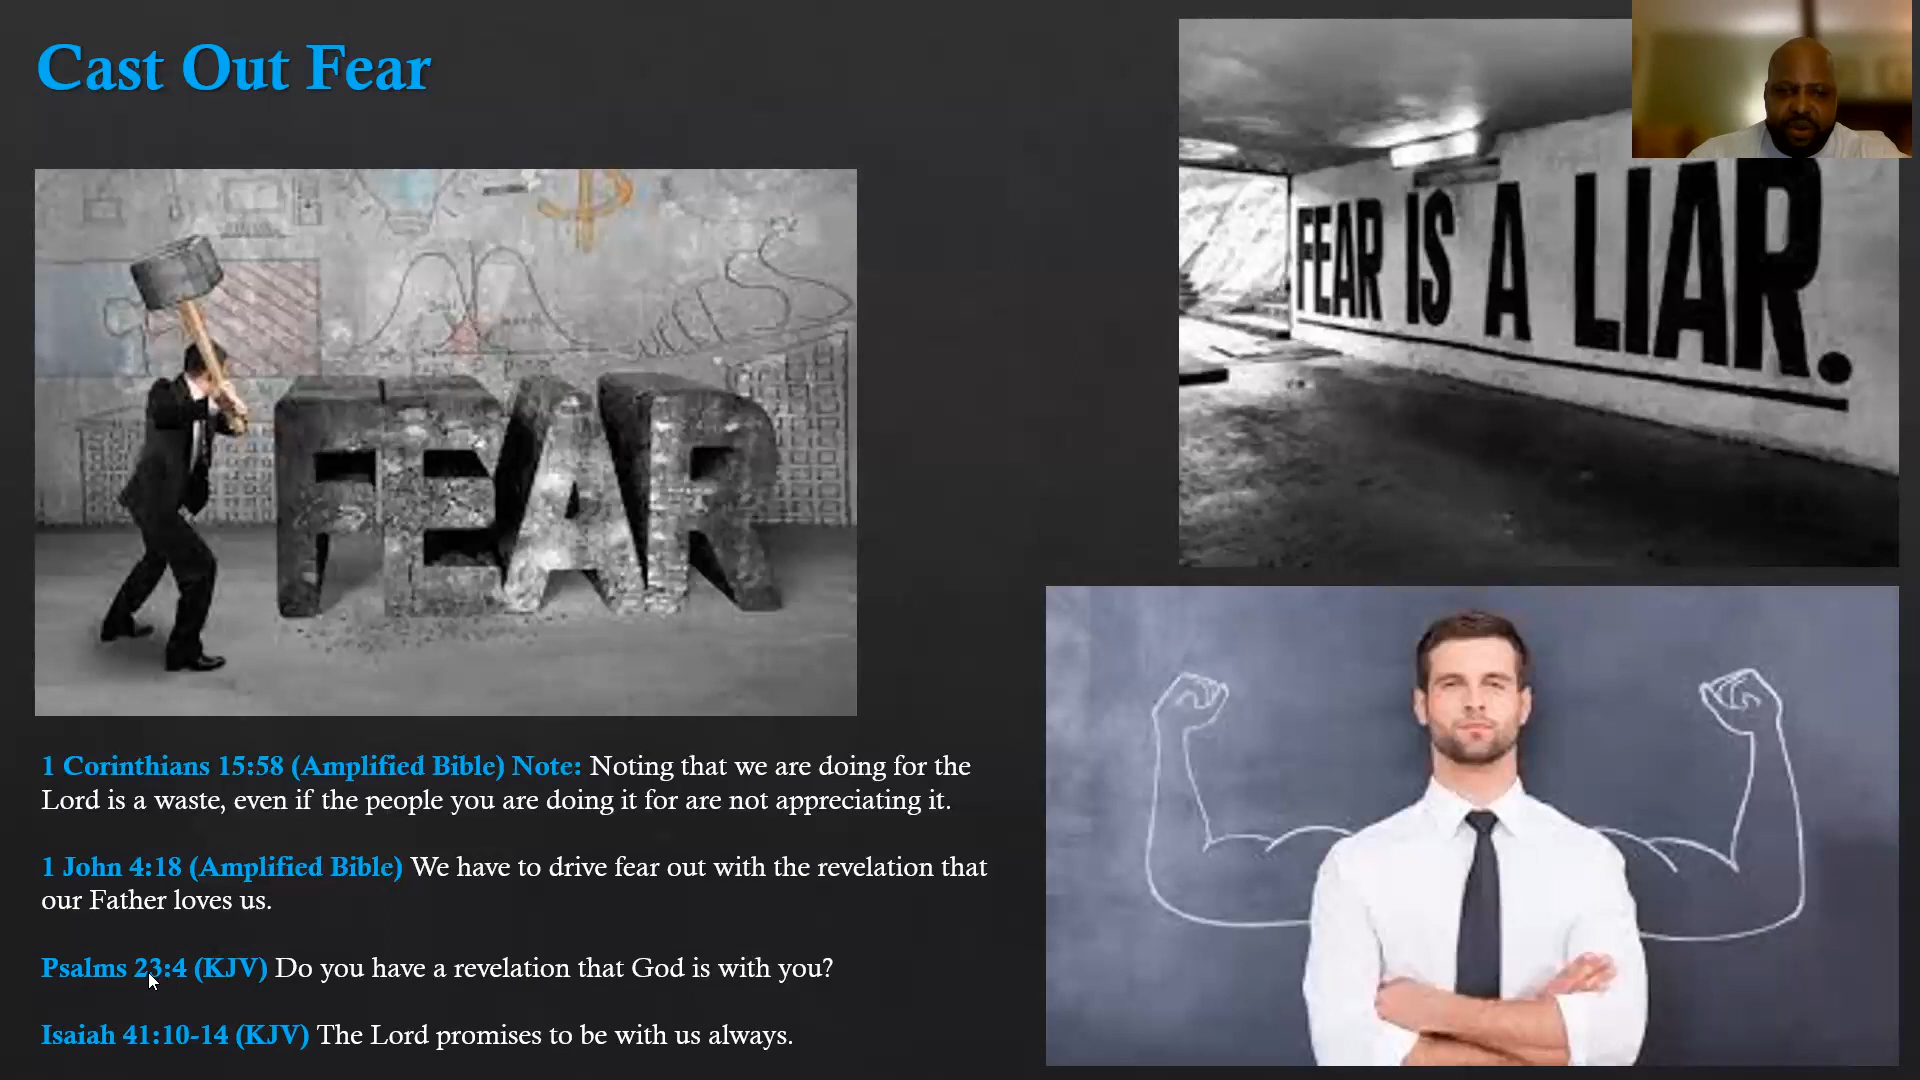 Cast Out Fear
FEAR IS A LIAR.
success
FEAR
1 Corinthians 15:58 (Amplified Bible) Note: Noting that we are doing for the
Lord is a waste, even if the people you are doing it for are not appreciating it.
1 John 4:18 (Amplified Bible) We have to drive fear out with the revelation that
our Father loves us.
Psalms 23:4 (KJV) Do you have a revelation that God is with you?
Isaiah 41:10-14 (KJV) The Lord promises to be with us always.